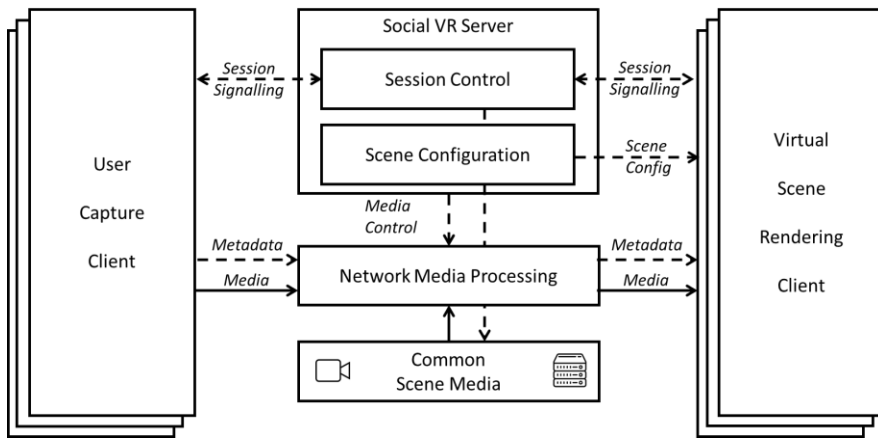 Social VR Server
Session
Signalling
Session Control
Session
Signalling
Scene Configuration
Scene
Config
User
Capture
Client
Virtual
Scene
Rendering
Client
Media
Control
Metadata
Media
Network Media Processing
Metadata
Media
Common
Scene Media